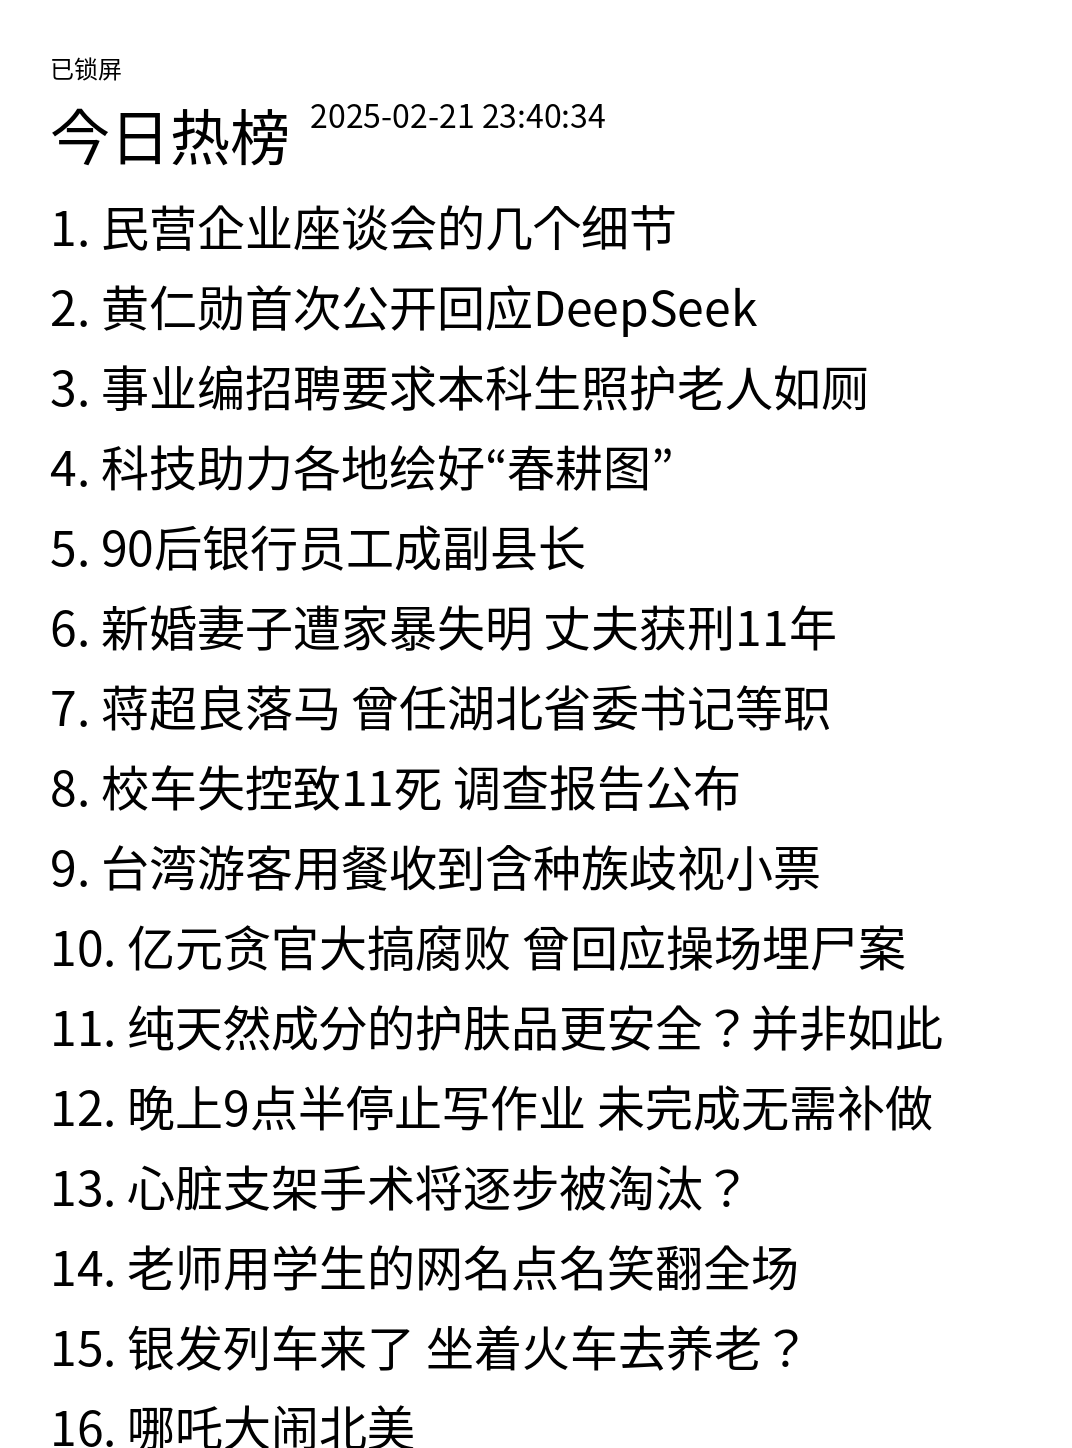 已锁屏
今日热榜 2025-02-21 23:40:34
1. 民营企业座谈会的几个细节
2. 黄仁勋首次公开回应DeepSeek
3. 事业编招聘要求本科生照护老人如厕
4. 科技助力各地绘好“春耕图”
5. 90后银行员工成副县长
6. 新婚妻子遭家暴失明 丈夫获刑11年
7. 蒋超良落马 曾任湖北省委书记等职
8. 校车失控致11死 调查报告公布
9. 台湾游客用餐收到含种族歧视小票
10. 亿元贪官大搞腐败 曾回应操场埋尸案
11. 纯天然成分的护肤品更安全？并非如此
12. 晚上9点半停止写作业 未完成无需补做
13. 心脏支架手术将逐步被淘汰？
14. 老师用学生的网名点名笑翻全场
15. 银发列车来了 坐着火车去养老？
16. 哪吒大闹北美